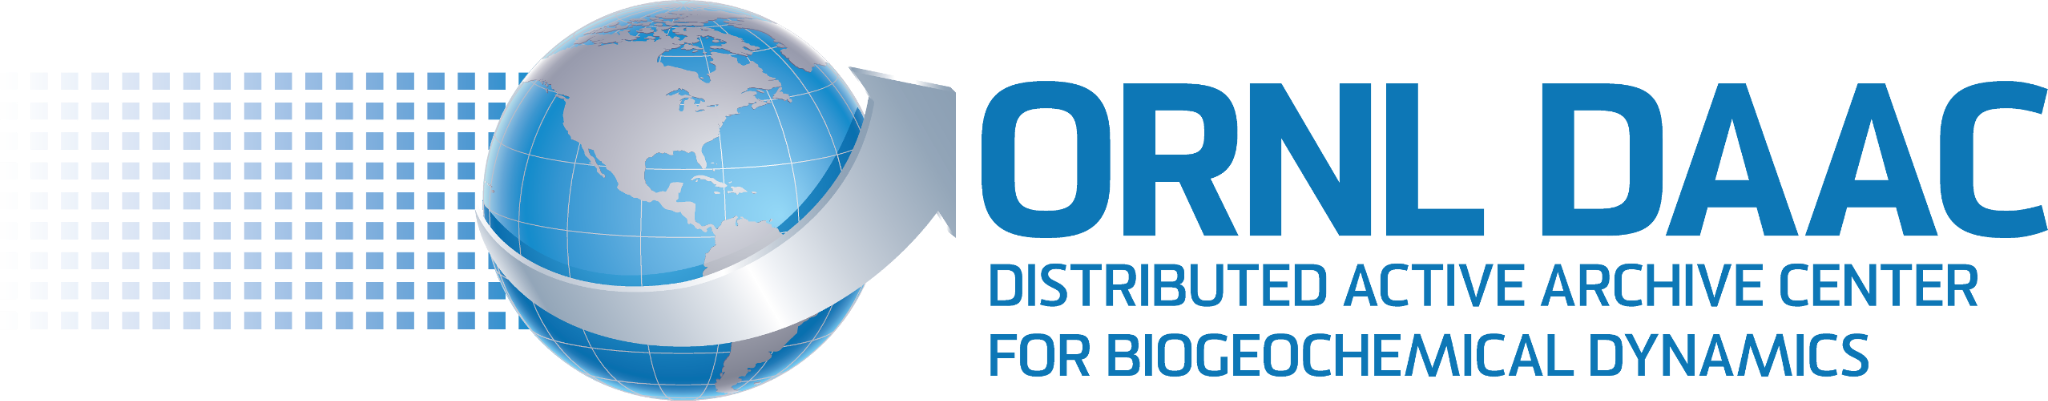 ORNL DAAC
DISTRIBUTED ACTIVE ARCHIVE CENTER
FOR BIOGEOCHEMICAL DYNAMICS